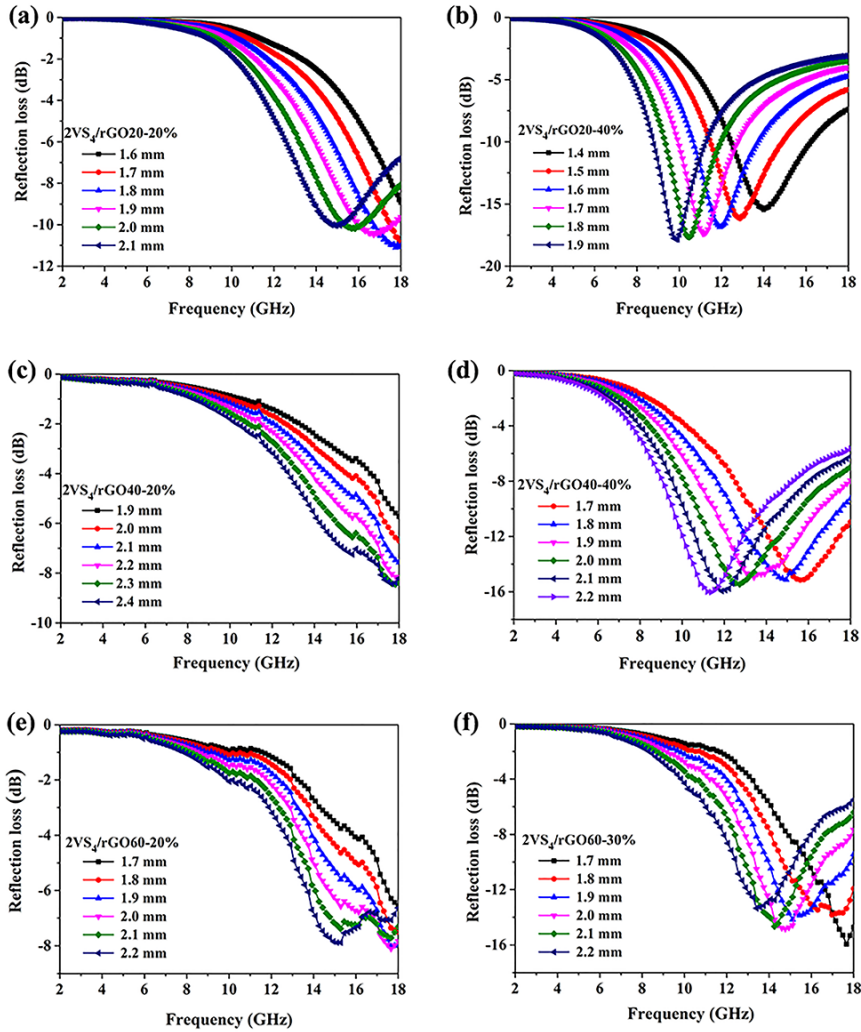 (a)
0
-2
-4
-6
-8
-10
-12
Reflection loss (dB)
2VS4/rGO20-20%
1.6 mm
1.7 mm
1.8 mm
1.9 mm
2.0 mm
2.1 mm
2 4 6 8 10 12 14 16 18
Frequency (GHz)
(b)
0
-5
-10
-15
-20
Reflection loss (dB)
2VS4/rGO20-40%
1.4 mm
1.5 mm
1.6 mm
1.7 mm
1.8 mm
1.9 mm
2 4 6 8 10 12 14 16 18
Frequency (GHz)
(c)
0
-2
-4
-6
-8
-10
Reflection loss (dB)
2VS4/rGO40-20%
1.9 mm
2.0 mm
2.1 mm
2.2 mm
2.3 mm
2.4 mm
2 4 6 8 10 12 14 16 18
Frequency (GHz)
(d)
0
-4
-8
-12
-16
Reflection loss (dB)
2VS4/rGO40-40%
1.7 mm
1.8 mm
1.9 mm
2.0 mm
2.1 mm
2.2 mm
2 4 6 8 10 12 14 16 18
Frequency (GHz)
(e)
0
-2
-4
-6
-8
Reflection loss (dB)
2VS4/rGO60-20%
1.7 mm
1.8 mm
1.9 mm
2.0 mm
2.1 mm
2.2 mm
2 4 6 8 10 12 14 16 18
Frequency (GHz)
(f)
0
-4
-8
-12
-16
Reflection loss (dB)
2VS4/rGO60-30%
1.7 mm
1.8 mm
1.9 mm
2.0 mm
2.1 mm
2.2 mm
2 4 6 8 10 12 14 16 18
Frequency (GHz)